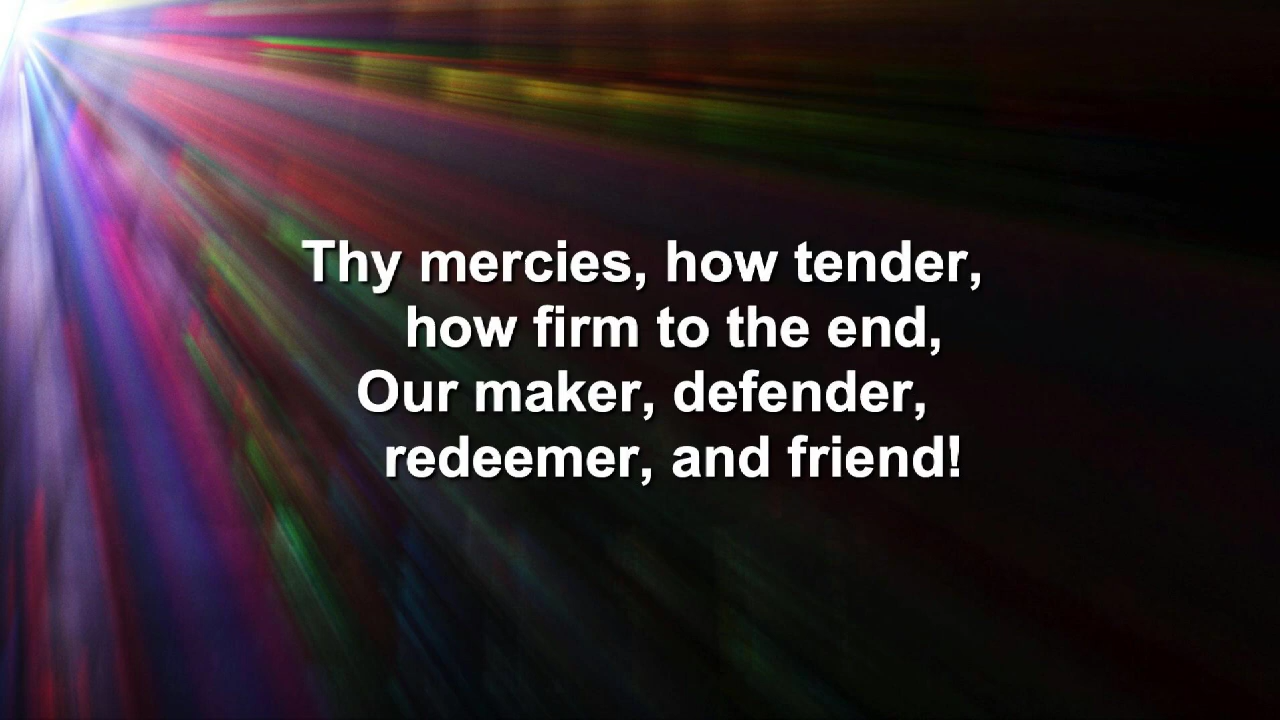 Thy mercies, how tender,
how firm to the end,
Our maker, defender,
redeemer, and friend!